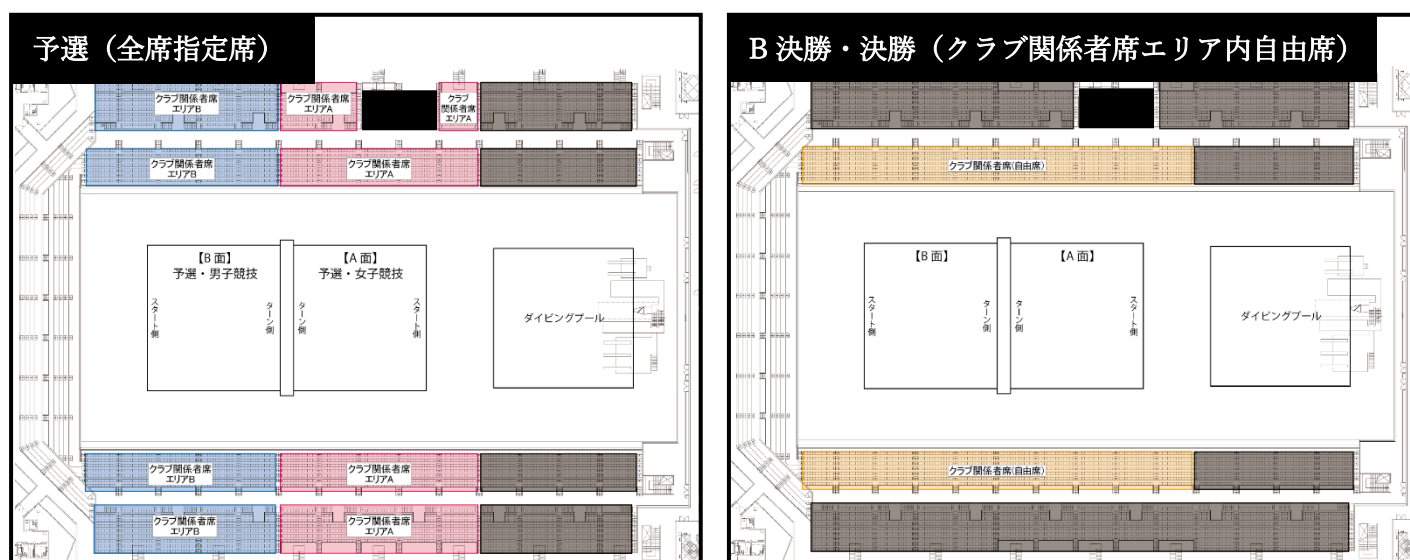 予選（全席指定席）
クラブ関係者席
エリアB
クラブ関係者席
エリアA
クラブ
関係者席
エリアA
クラブ関係者席
エリアB
クラブ関係者席
エリアA
【B 面】
予選・男子競技
【A 面】
予選・女子競技
スタート側
ターン側
ターン側
スタート側
ダイビングプール
クラブ関係者席
エリアB
クラブ関係者席
エリアA
クラブ関係者席
エリアB
クラブ関係者席
エリアA
B 決勝・決勝（クラブ関係者席エリア内自由席）
クラブ関係者席(自由席)
【B 面】
【A 面】
スタート側
ターン側
ターン側
スタート側
ダイビングプール
クラブ関係者席(自由席)